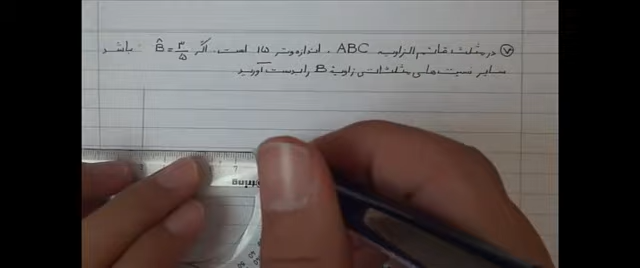 ۷ در مثلث قائم الزاویه ABC، اندازه وتر ۱۵ است. اگر B̂ = ۳/۵ باشد
سایر نسبت های مثلثاتی زاویه B را بدست آورید